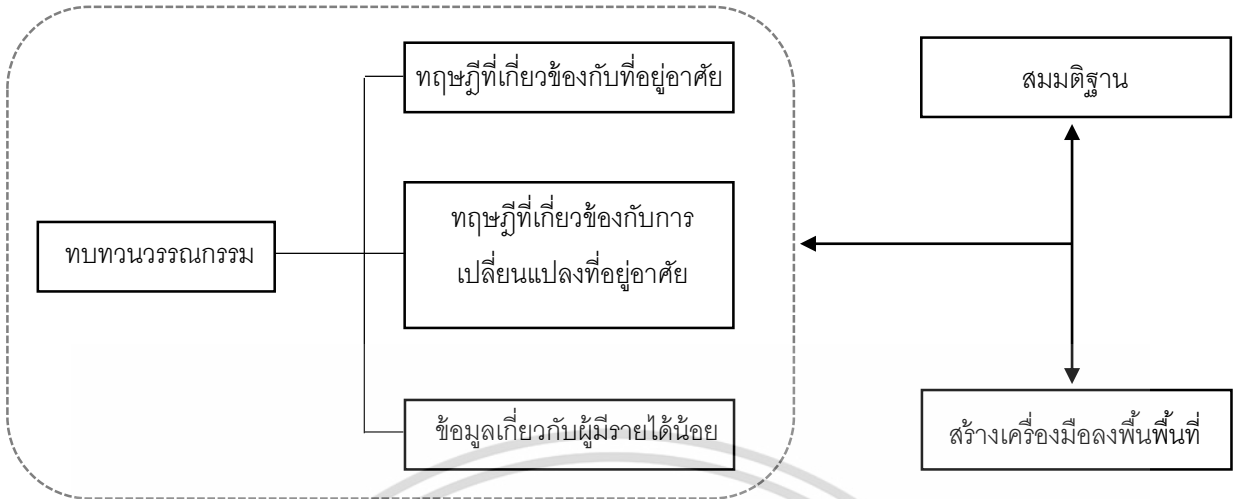 ทฤษฎีที่เกี่ยวข้องกับที่อยู่อาศัย
สมมติฐาน
ทบทวนวรรณกรรม
ทฤษฎีที่เกี่ยวข้องกับการ
เปลี่ยนแปลงที่อยู่อาศัย
ข้อมูลเกี่ยวกับผู้มีรายได้น้อย
สร้างเครื่องมือลงพื้นพื้นที่